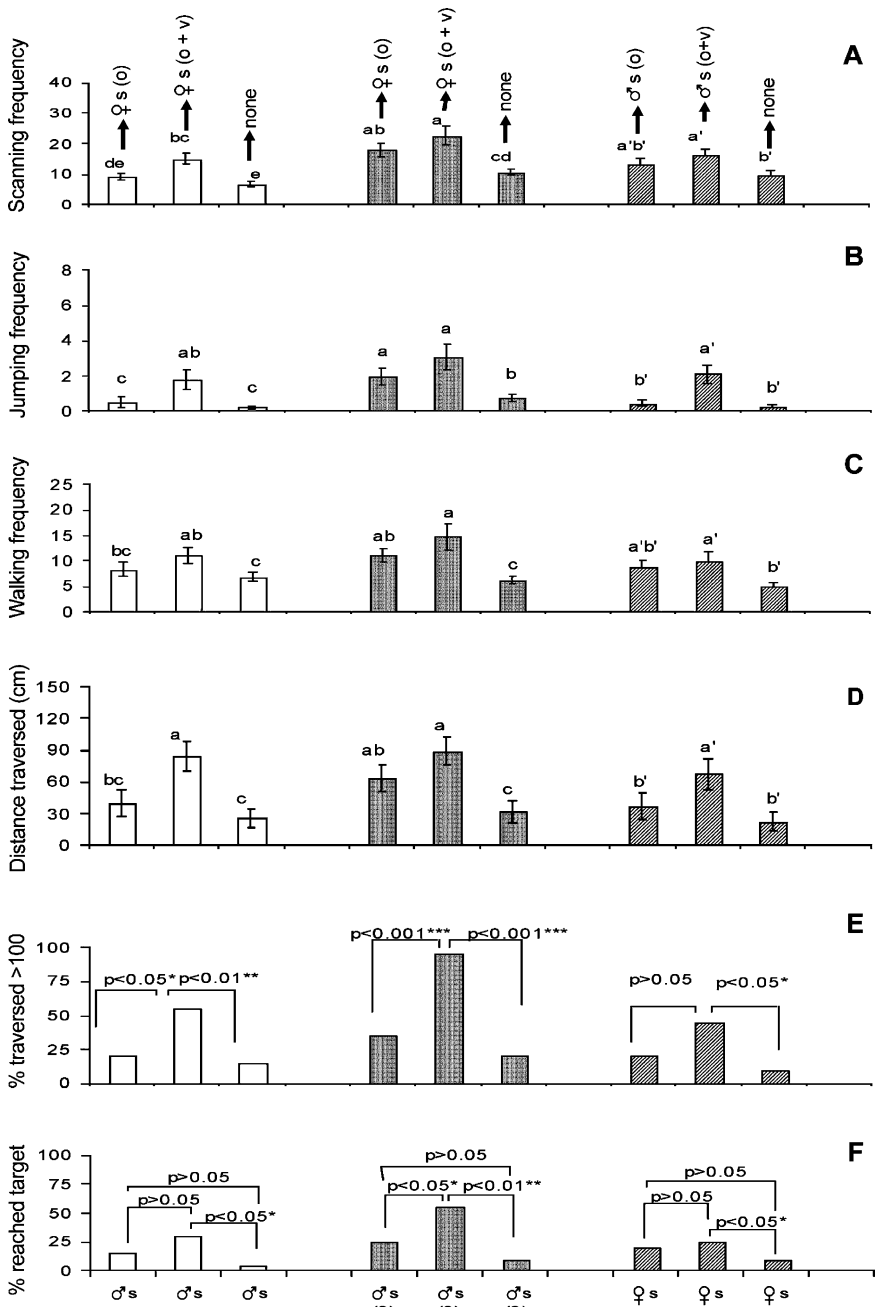 ♀ s (o) ♀ s (o + v) none ♀ s (o) ♀ s (o + v) none ♂ s (o) ♂ s (o+v) none
A
Scanning frequency
40
30
20
10
0
de bc e ab a cd a'b' a' b'
B
Jumping frequency
8
6
4
2
0
c ab c a a b b' a' b'
C
Walking frequency
25
20
15
10
5
0
bc ab c ab a c a'b' a' b'
D
Distance traversed (cm)
150
120
90
60
30
0
bc a c ab a c b' a' b'
E
% traversed >100
100
75
50
25
0
p<0.05* p<0.01** p<0.001*** p<0.001*** p>0.05 p<0.05*
F
% reached target
100
75
50
25
0
p>0.05 p>0.05 p>0.05
p>0.05 p<0.05* p<0.05* p<0.01** p>0.05 p<0.05*
♂ s ♂ s ♂ s ♂ s ♂ s ♂ s ♀ s ♀ s ♀ s